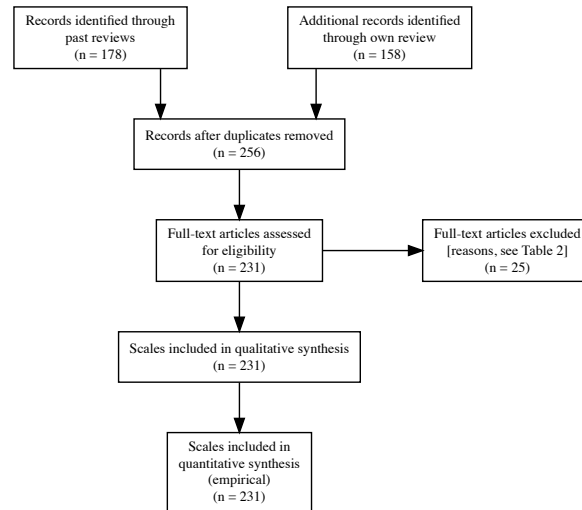 Records identified through
past reviews
(n = 178)
Additional records identified
through own review
(n = 158)
Records after duplicates removed
(n = 256)
Full-text articles assessed
for eligibility
(n = 231)
Full-text articles excluded
[reasons, see Table 2]
(n = 25)
Scales included in qualitative synthesis
(n = 231)
Scales included in
quantitative synthesis
(empirical)
(n = 231)